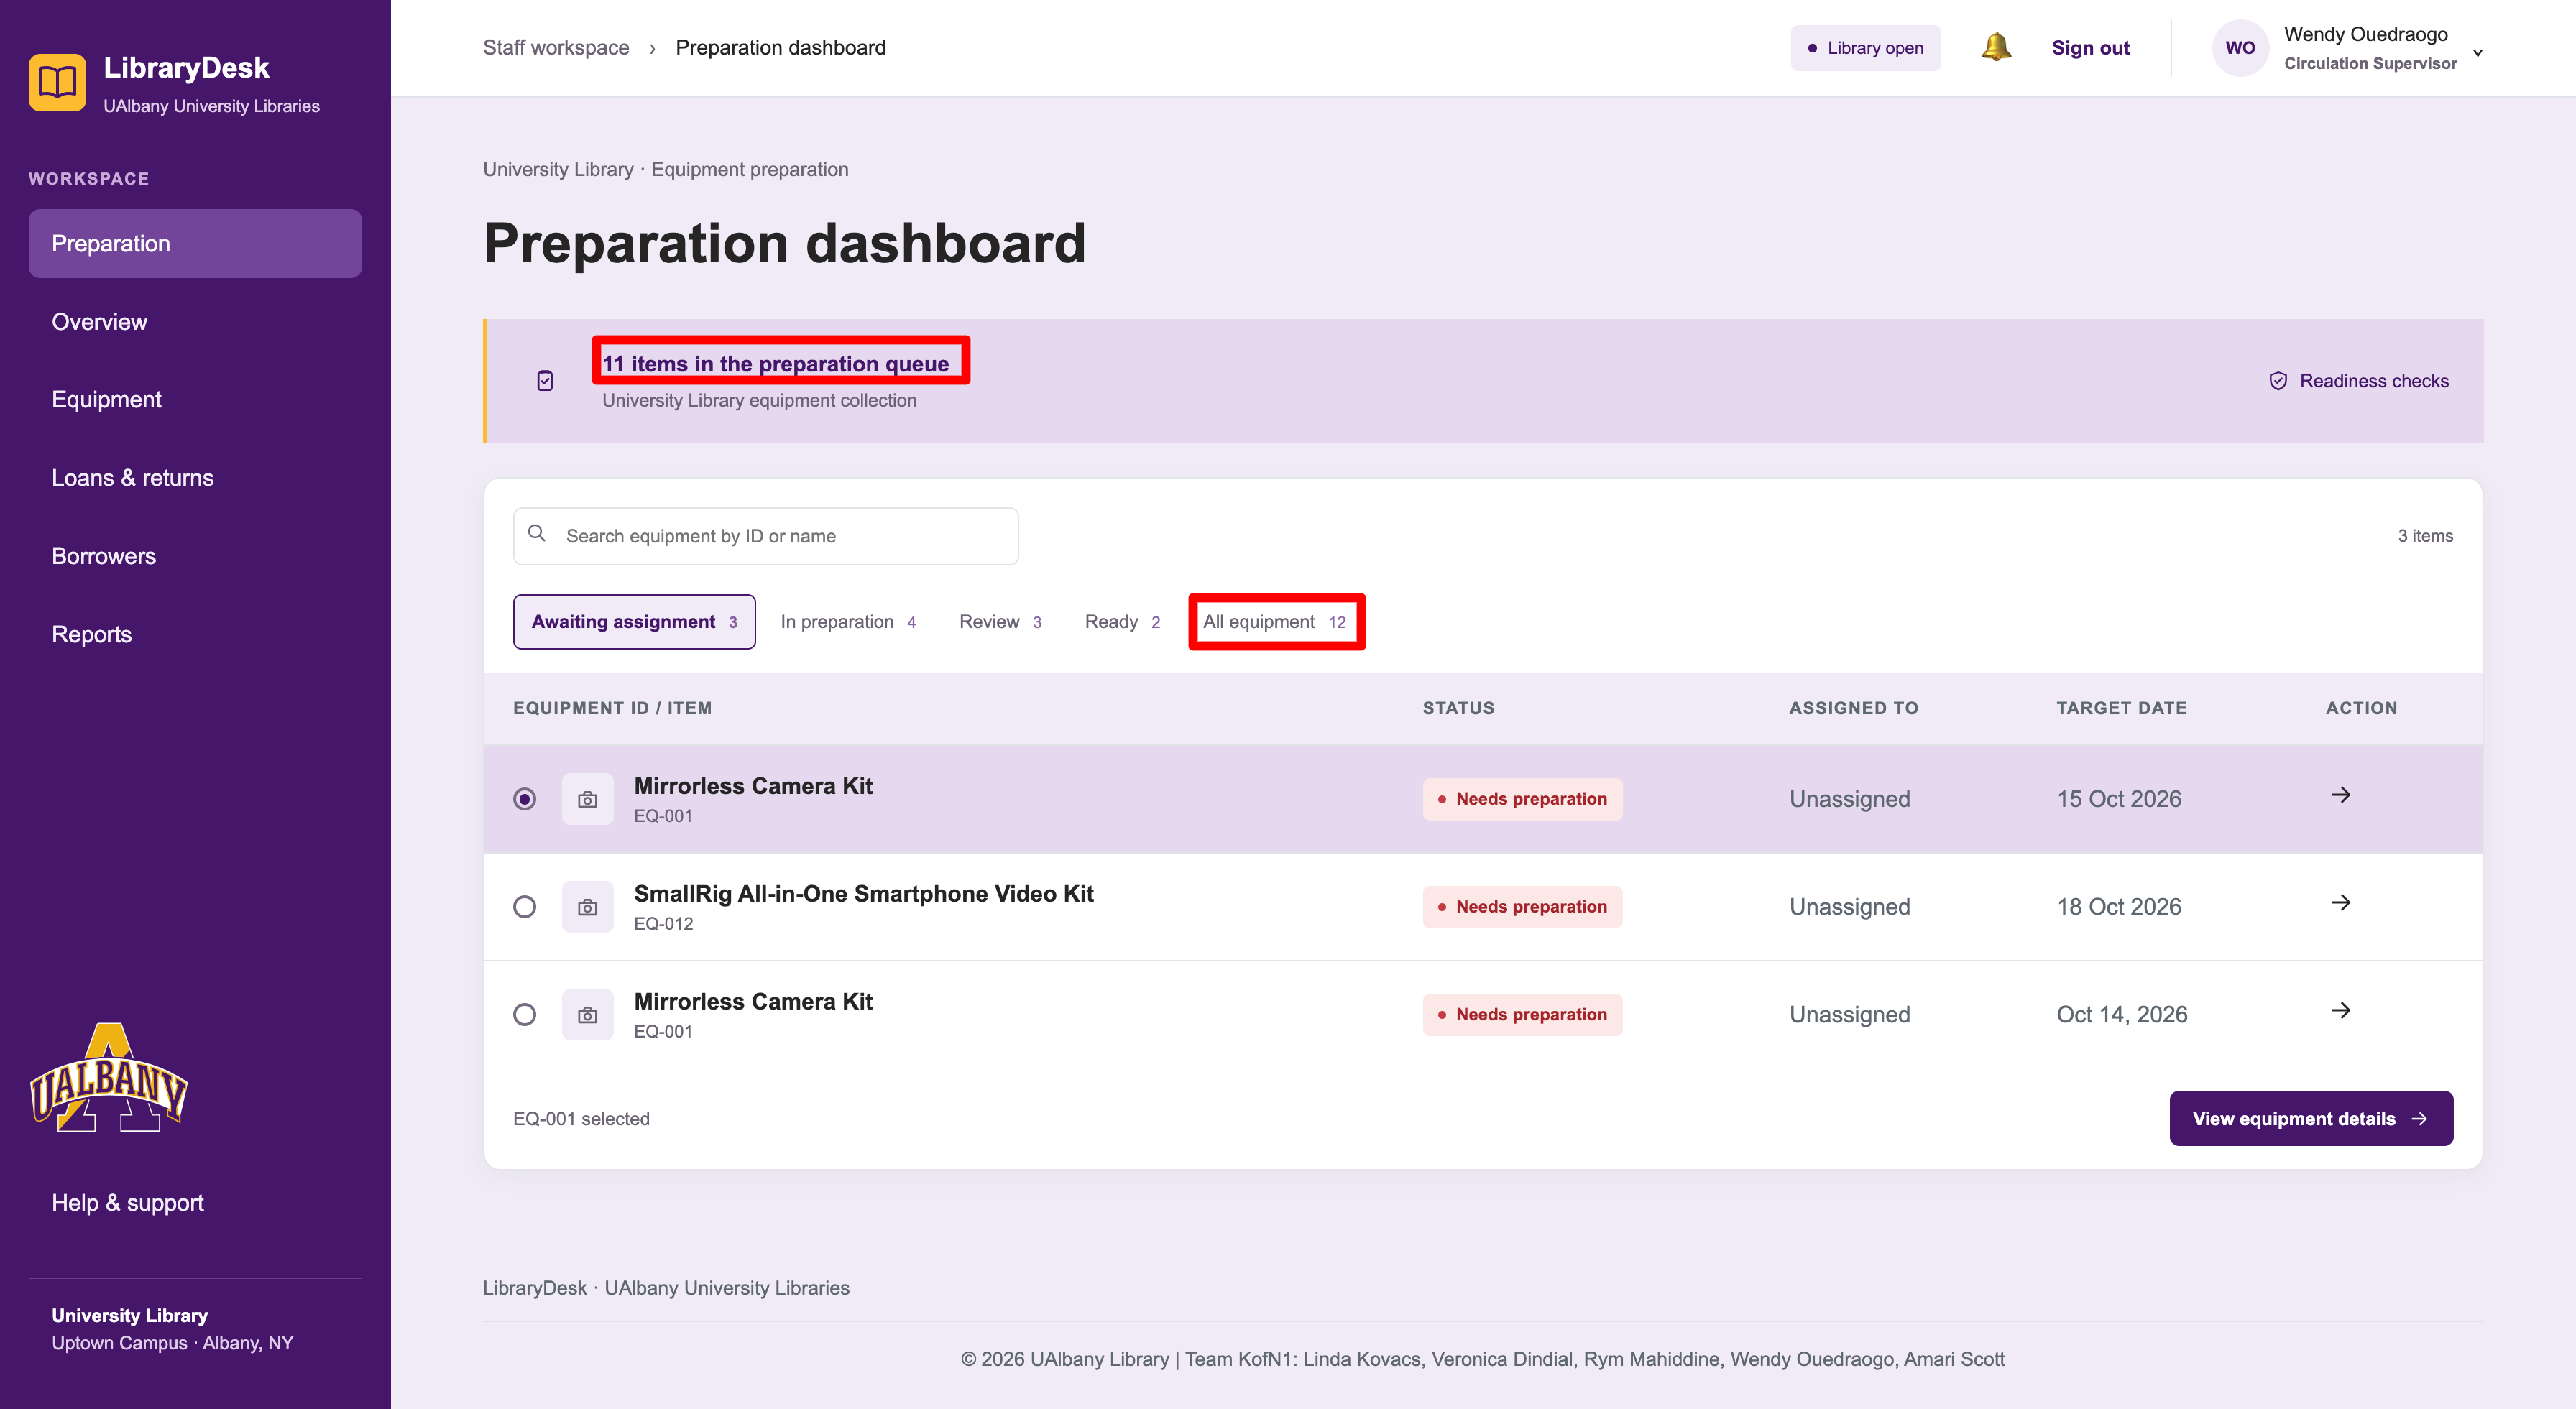 LibraryDesk
UAlbany University Libraries
WORKSPACE
Preparation
Overview
Equipment
Loans & returns
Borrowers
Reports
UALBANY
Help & support
University Library
Uptown Campus · Albany, NY
Staff workspace › Preparation dashboard
Library open
Sign out
WO
Wendy Ouedraogo
Circulation Supervisor
University Library · Equipment preparation
Preparation dashboard
11 items in the preparation queue
University Library equipment collection
Readiness checks
Search equipment by ID or name
3 items
Awaiting assignment 3 In preparation 4 Review 3 Ready 2 All equipment 12
EQUIPMENT ID / ITEM STATUS ASSIGNED TO TARGET DATE ACTION
Mirrorless Camera Kit
EQ-001
Needs preparation Unassigned 15 Oct 2026 →
SmallRig All-in-One Smartphone Video Kit
EQ-012
Needs preparation Unassigned 18 Oct 2026 →
Mirrorless Camera Kit
EQ-001
Needs preparation Unassigned Oct 14, 2026 →
EQ-001 selected
View equipment details →
LibraryDesk · UAlbany University Libraries
© 2026 UAlbany Library | Team KofN1: Linda Kovacs, Veronica Dindial, Rym Mahiddine, Wendy Ouedraogo, Amari Scott